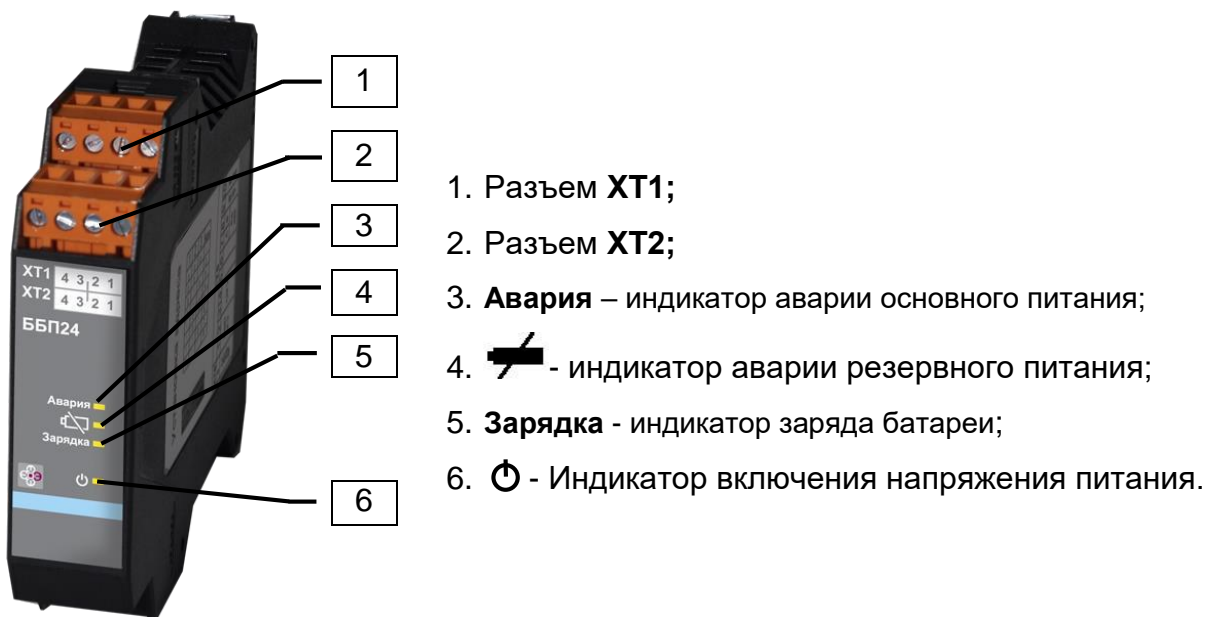 1
2
3
4
5
6
XT1 4 3 2 1
XT2 4 3 2 1
ББП24
Авария
Зарядка
1. Разъем XT1;
2. Разъем XT2;
3. Авария – индикатор аварии основного питания;
4. - индикатор аварии резервного питания;
5. Зарядка - индикатор заряда батареи;
6. - Индикатор включения напряжения питания.